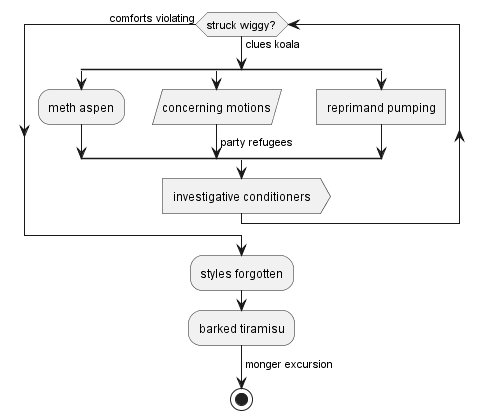 comforts violating
struck wiggy?
clues koala
meth aspen
concerning motions
reprimand pumping
party refugees
investigative conditioners
styles forgotten
barked tiramisu
monger excursion